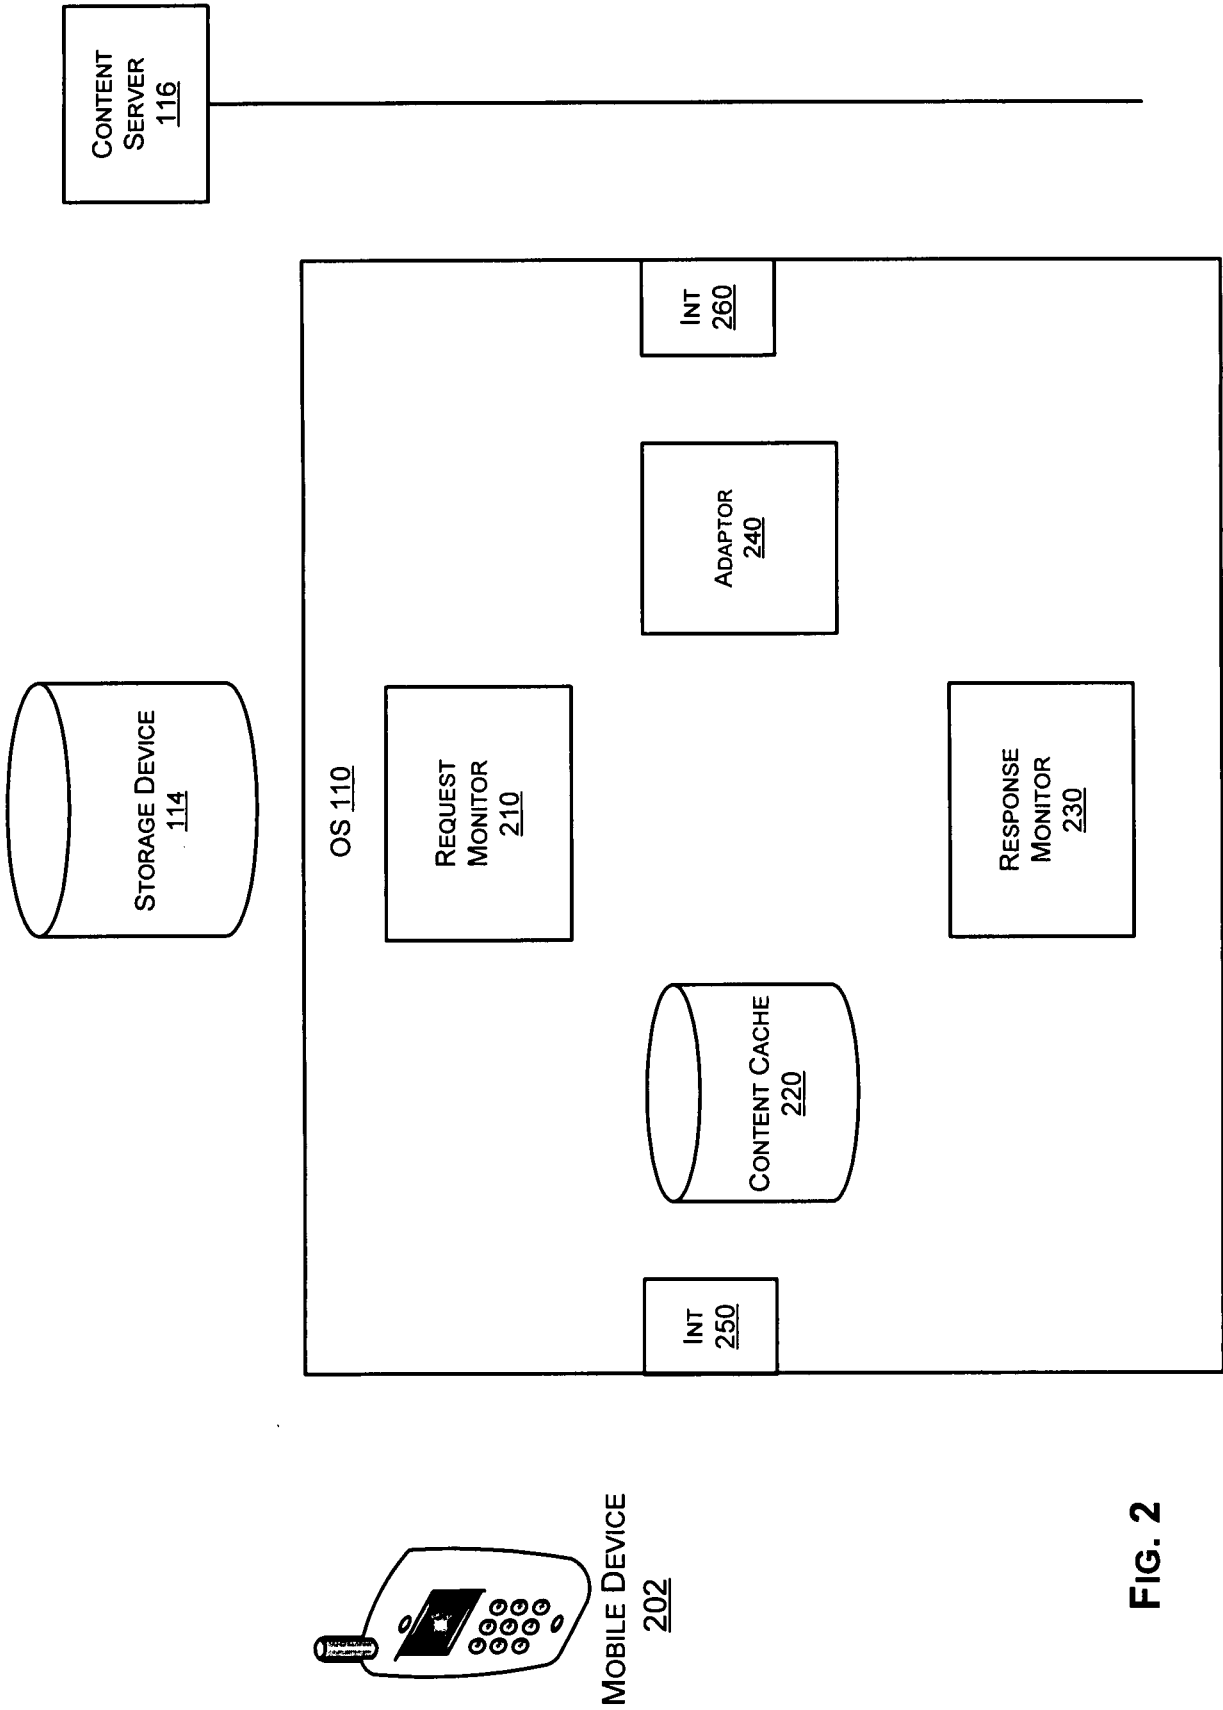 CONTENT
SERVER
116
STORAGE DEVICE
114
OS 110
REQUEST
MONITOR
210
INT
250
CONTENT CACHE
220
ADAPTOR
240
INT
260
RESPONSE
MONITOR
230
MOBILE DEVICE
202
FIG. 2